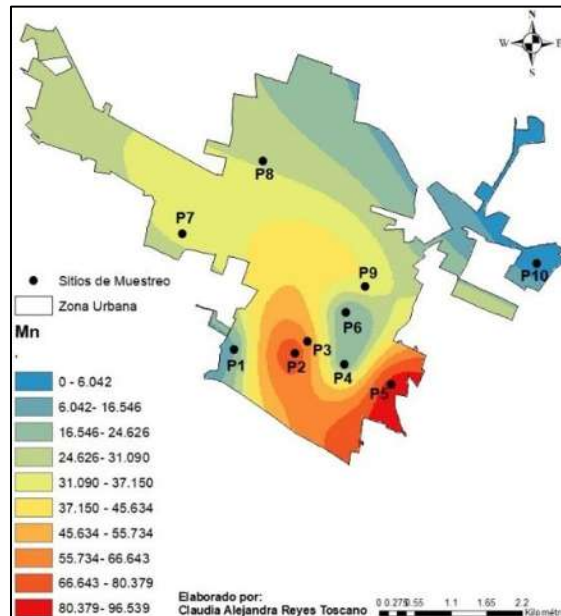 N
W E
S
P8
P7
P10
P9
Sitios de Muestreo
P6
Zona Urbana
Mn
P3
P1
P2
P4
P5
0 - 6.042
6.042- 16.546
16.546- 24.626
24.626- 31.090
31.090 - 37.150
37.150 - 45.634
45.634 - 55.734
55.734 - 66.643
66.643 - 80.379
80.379 - 96.539
Elaborado por:
Claudia Alejandra Reyes Toscano
0 0.275 0.55 1.1 1.65 2.2